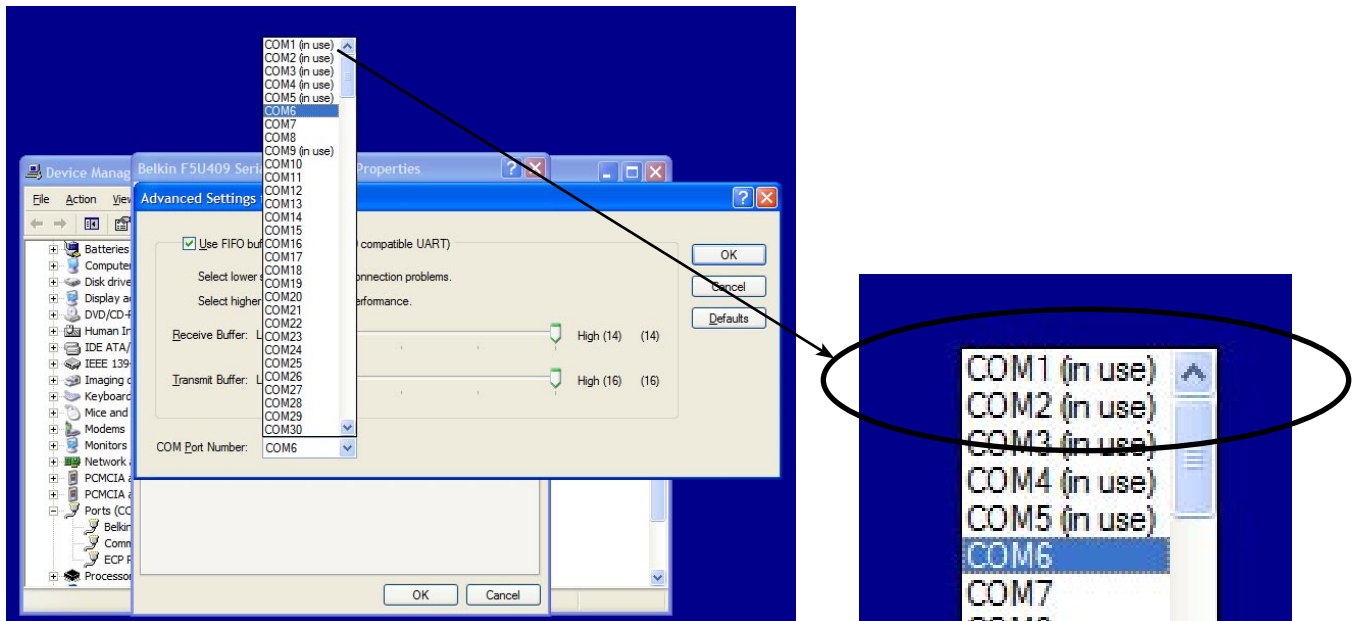 COM1 (in use)
COM2 (in use)
COM3 (in use)
COM4 (in use)
COM5 (in use)
COM6
COM7
COM8
COM9 (in use)
COM10
COM11
COM12
COM13
COM14
COM15
COM16
COM17
COM18
COM19
COM20
COM21
COM22
COM23
COM24
COM25
COM26
COM27
COM28
COM29
COM30
Device Manag
Belkin F5U409 Seri Properties
File Action View
Advanced Settings
Use FIFO buf compatible UART)
Select lower s onnection problems.
Select higher erformance.
Receive Buffer: L High (14) (14)
Transmit Buffer: L High (16) (16)
COM Port Number: COM6
OK
Cancel
Defaults
Batteries
Computer
Disk drive
Display a
DVD/CD-R
Human In
IDE ATA/
IEEE 139
Imaging d
Keyboard
Mice and
Modems
Monitors
Network
PCMCIA a
PCMCIA a
Ports (CO
Belkin
Comm
ECP P
Processor
OK Cancel
COM1 (in use)
COM2 (in use)
COM3 (in use)
COM4 (in use)
COM5 (in use)
COM6
COM7